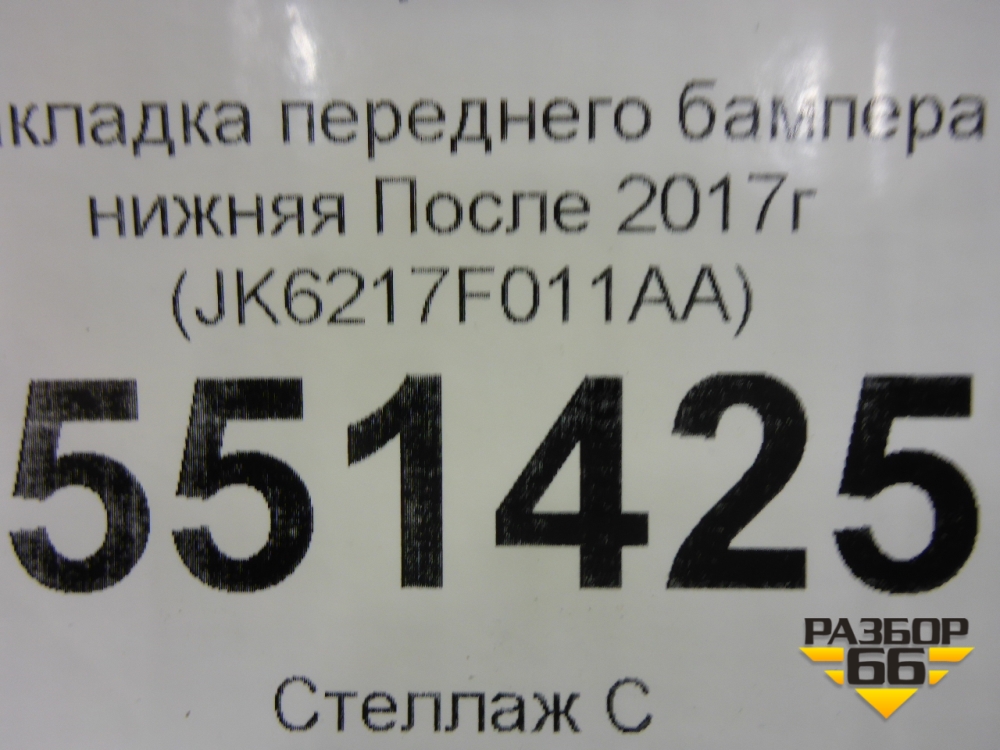 кладка переднего бампера
нижняя После 2017г
(JK6217F011AA)
551425
РАЗБОР
66
Стеллаж С